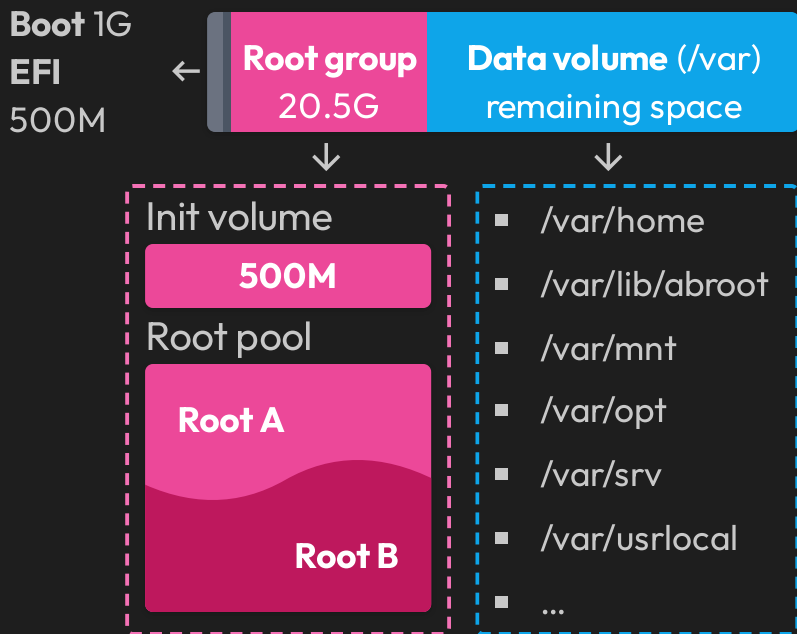 Boot 1G
EFI
500M
Root group
20.5G
Data volume (/var)
remaining space
Init volume
500M
Root pool
Root A
Root B
/var/home
/var/lib/abroot
/var/mnt
/var/opt
/var/srv
/var/usrlocal
...